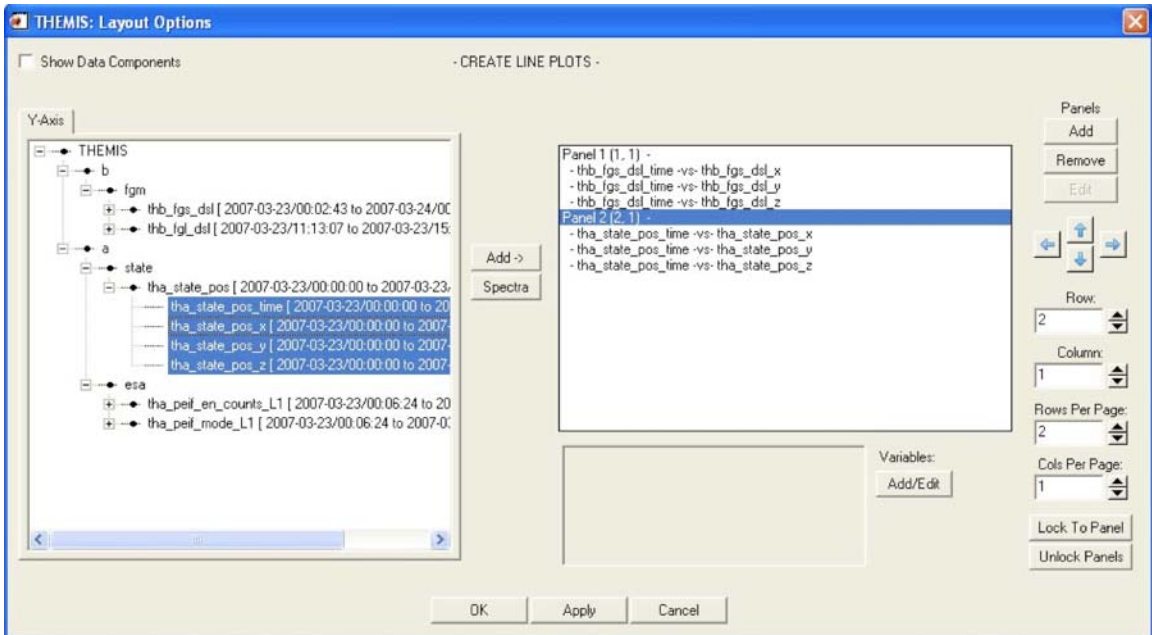 THEMIS: Layout Options
Show Data Components
- CREATE LINE PLOTS -
Y-Axis
THEMIS
b
fgm
thb_fgs_dsl [ 2007-03-23/00:02:43 to 2007-03-24/00
thb_fgl_dsl [ 2007-03-23/11:13:07 to 2007-03-23/15:
a
state
tha_state_pos [ 2007-03-23/00:00:00 to 2007-03-23/
tha_state_pos_time [ 2007-03-23/00:00:00 to 20
tha_state_pos_x [ 2007-03-23/00:00:00 to 2007-
tha_state_pos_y [ 2007-03-23/00:00:00 to 2007-
tha_state_pos_z [ 2007-03-23/00:00:00 to 2007-
esa
tha_peif_en_counts_L1 [ 2007-03-23/00:06:24 to 20
tha_peif_mode_L1 [ 2007-03-23/00:06:24 to 2007-0
Add ->
Spectra
Panel 1 (1, 1) -
- thb_fgs_dsl_time -vs- thb_fgs_dsl_x
- thb_fgs_dsl_time -vs- thb_fgs_dsl_y
- thb_fgs_dsl_time -vs- thb_fgs_dsl_z
Panel 2 (2, 1) -
- tha_state_pos_time -vs- tha_state_pos_x
- tha_state_pos_time -vs- tha_state_pos_y
- tha_state_pos_time -vs- tha_state_pos_z
Variables:
Add/Edit
Panels
Add
Remove
Edit
Row:
2
Column:
1
Rows Per Page:
2
Cols Per Page:
1
Lock To Panel
Unlock Panels
OK
Apply
Cancel